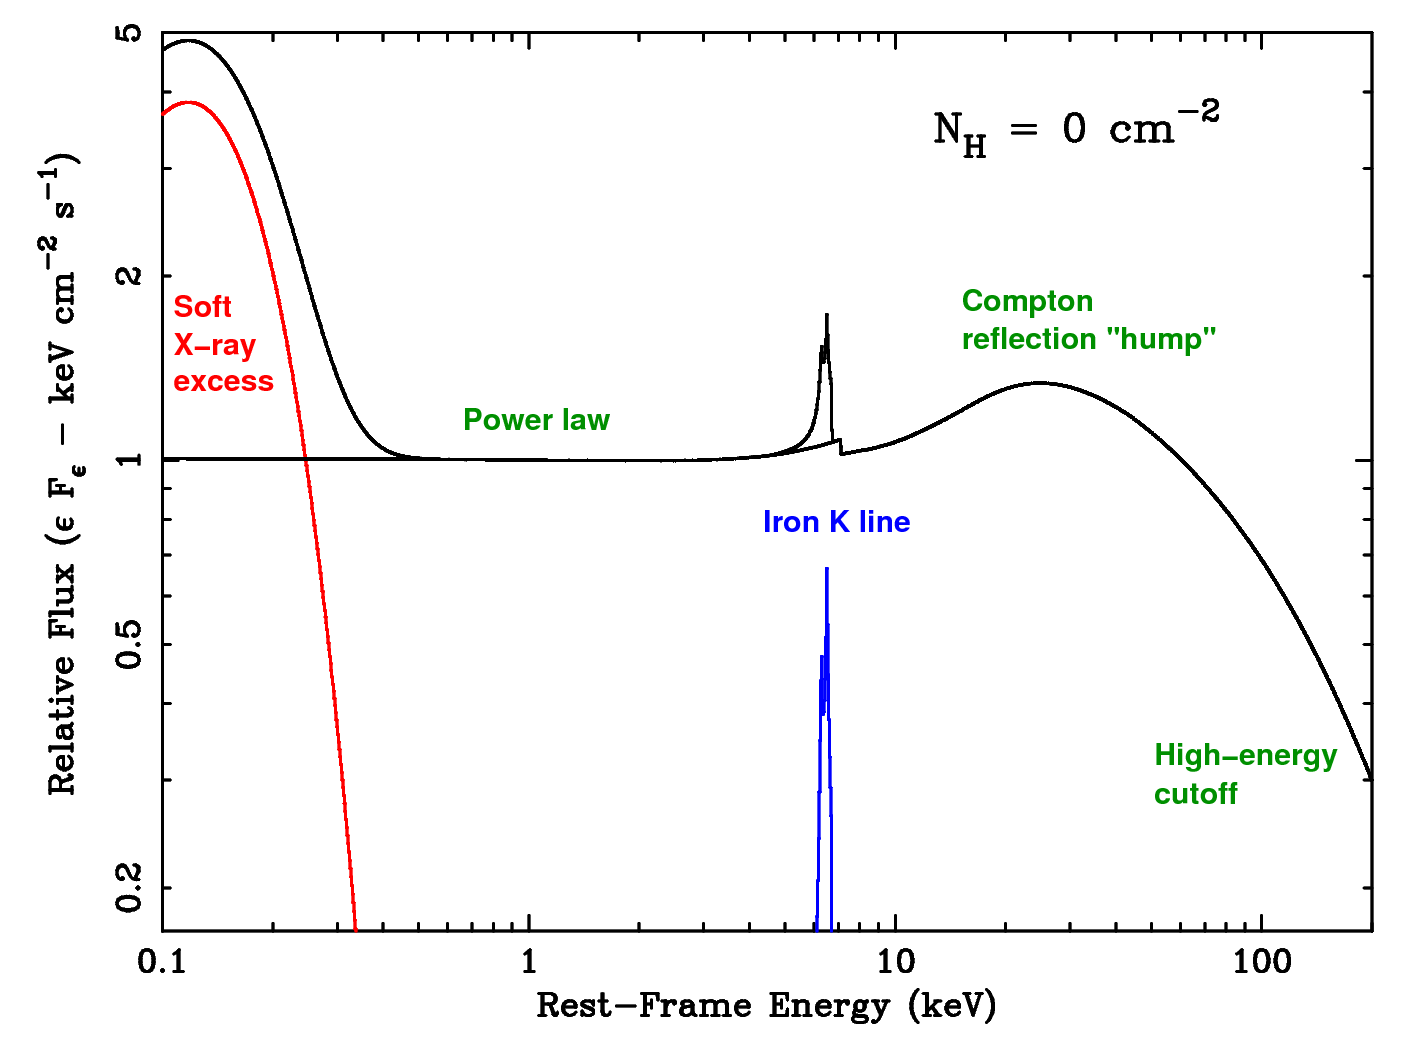 5
2
1
0.5
0.2
Relative Flux (ϵ F_ϵ − keV cm⁻² s⁻¹)
N_H = 0 cm⁻²
Soft
X−ray
excess
Power law
Compton
reflection "hump"
Iron K line
High−energy
cutoff
0.1 1 10 100
Rest−Frame Energy (keV)